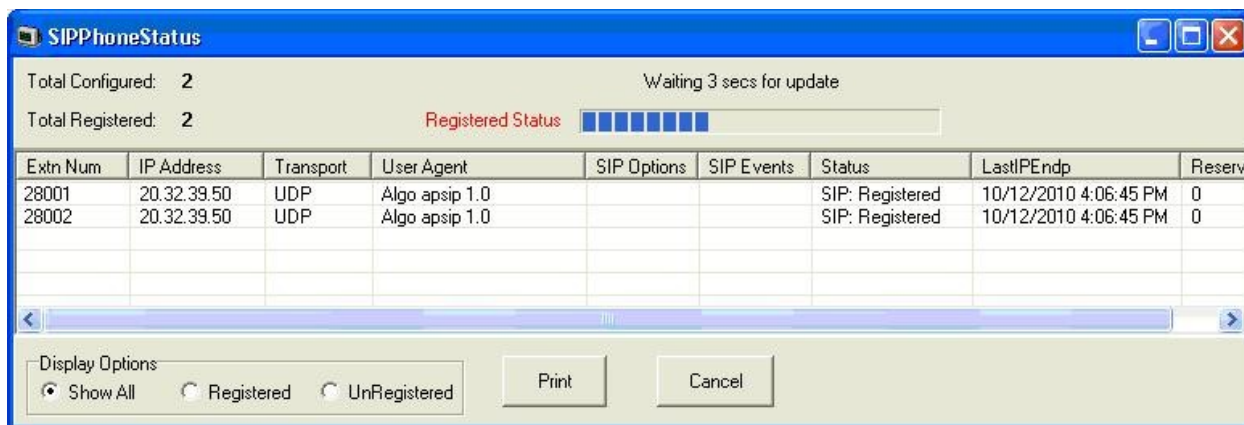 SIPPhoneStatus
Total Configured: 2 Waiting 3 secs for update
Total Registered: 2 Registered Status
Extn Num IP Address Transport User Agent SIP Options SIP Events Status LastIPEndp Reserv
28001 20.32.39.50 UDP Algo apsip 1.0 SIP: Registered 10/12/2010 4:06:45 PM 0
28002 20.32.39.50 UDP Algo apsip 1.0 SIP: Registered 10/12/2010 4:06:45 PM 0
Display Options
Show All Registered UnRegistered Print Cancel